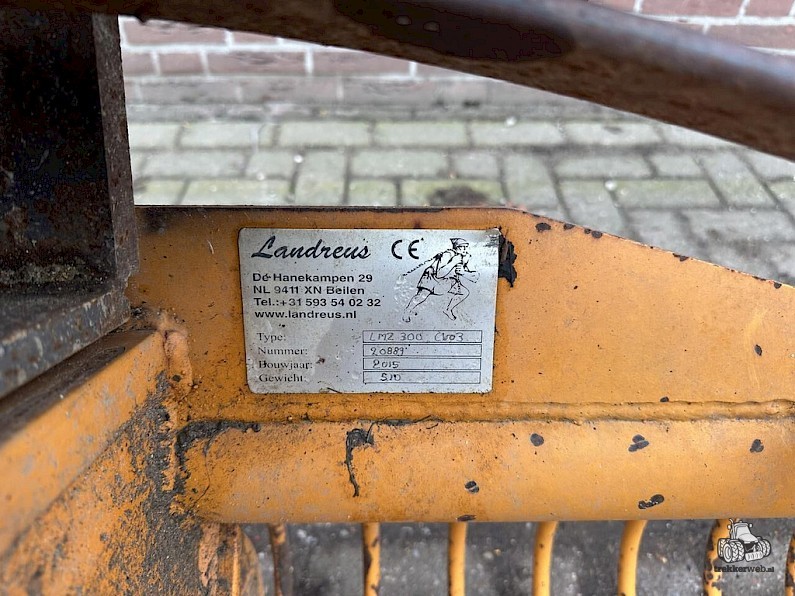 Landreus CE
De Hanekampen 29
NL 9411 XN Beilen
Tel.:+31 593 54 02 32
www.landreus.nl
Type: LMZ 300 CW03
Nummer: 20889
Bouwjaar: 2015
Gewicht: 510
trekkerweb.nl